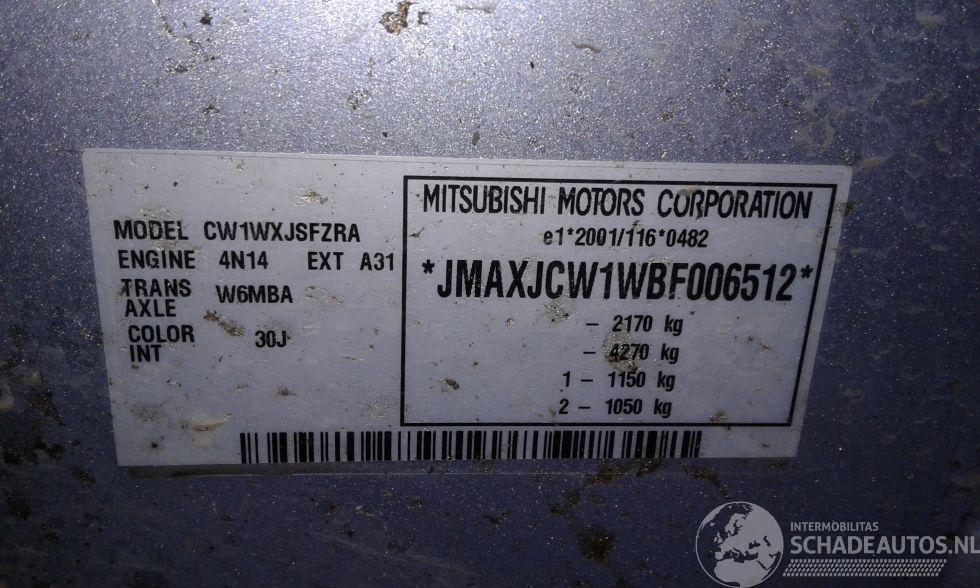 MODEL CW1WXJSFZRA
ENGINE 4N14 EXT A31
TRANS AXLE W6MBA
COLOR INT 30J
MITSUBISHI MOTORS CORPORATION
e1*2001/116*0482
*JMAXJCW1WBF006512*
- 2170 kg
- 4270 kg
1 - 1150 kg
2 - 1050 kg
INTERMOBILITAS
SCHADEAUTOS.NL